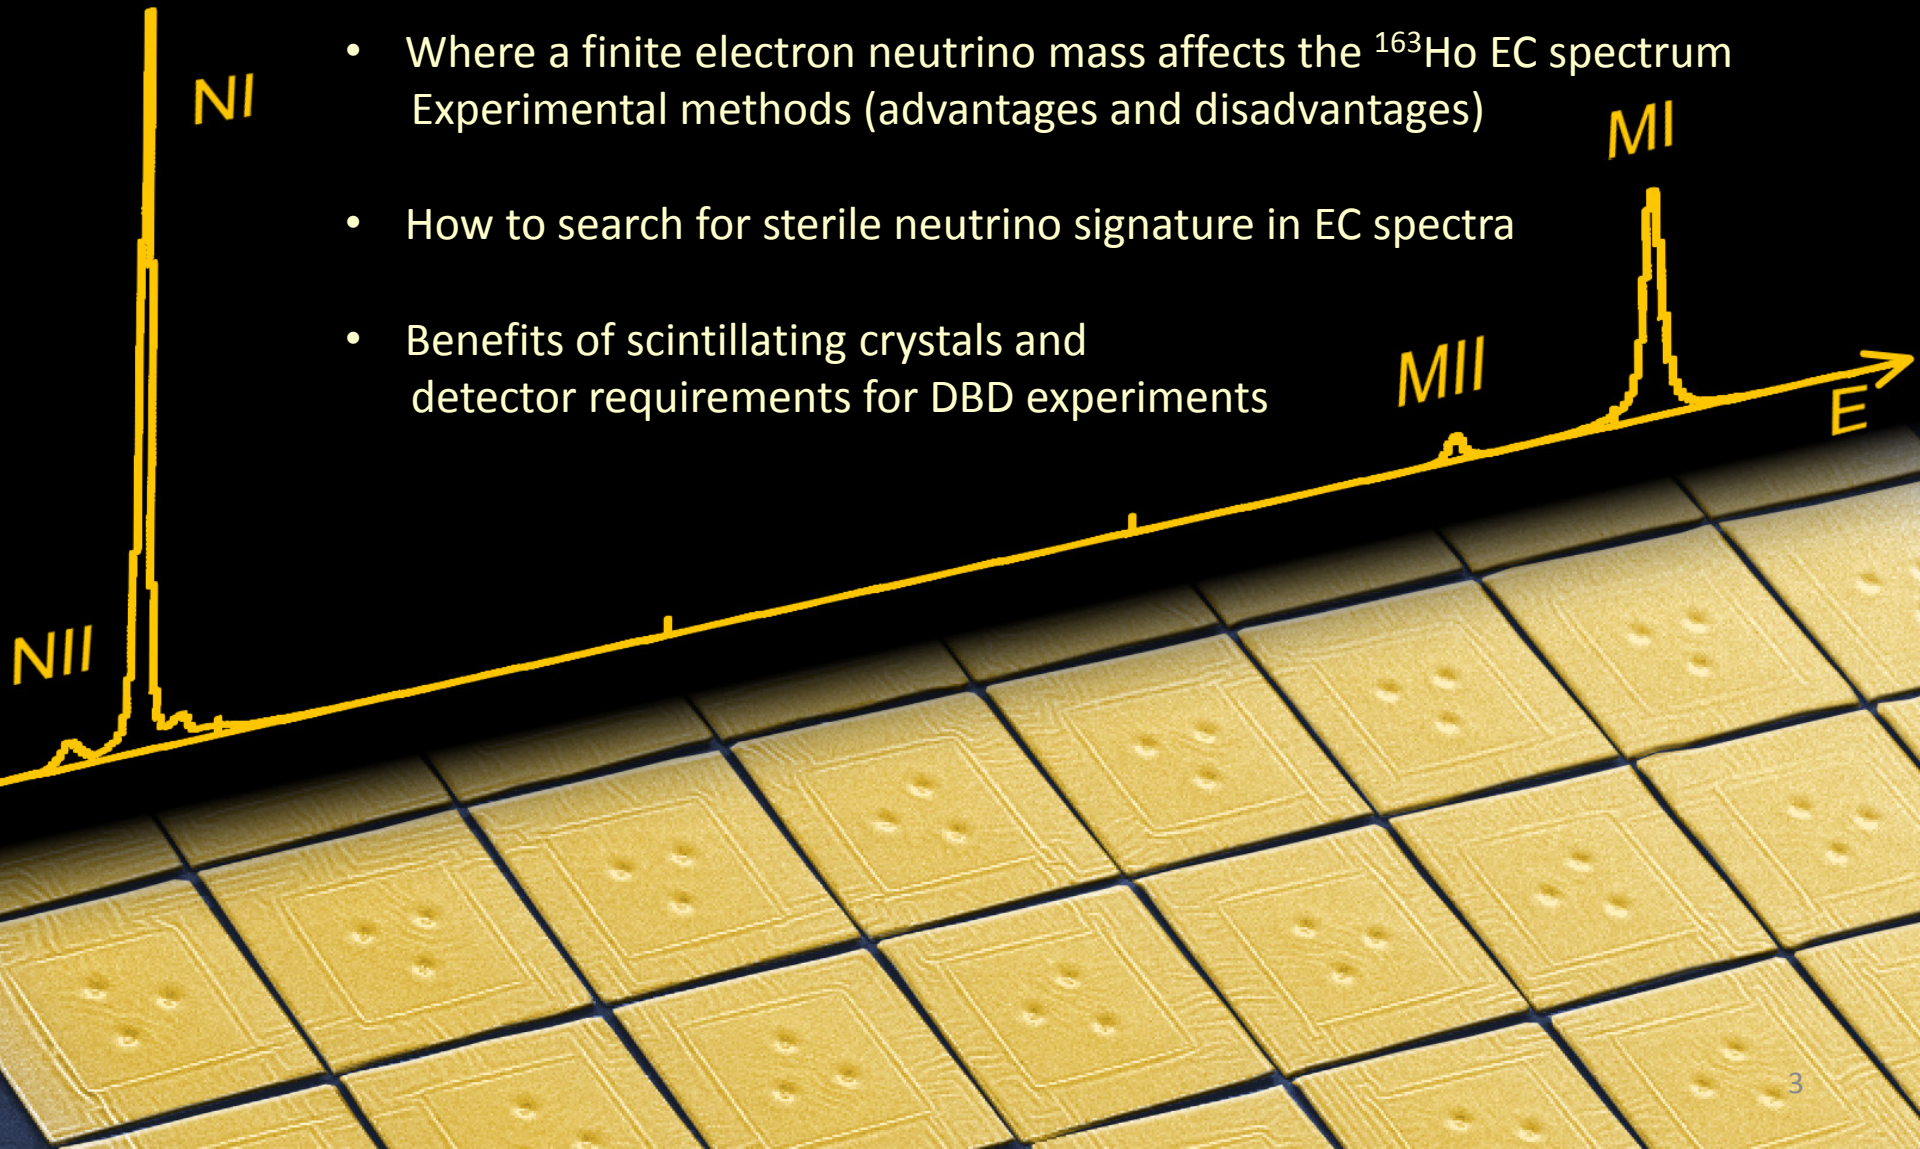 • Where a finite electron neutrino mass affects the ¹⁶³Ho EC spectrum
Experimental methods (advantages and disadvantages)
• How to search for sterile neutrino signature in EC spectra
• Benefits of scintillating crystals and
detector requirements for DBD experiments
NI
MI
MII
E
NII
3